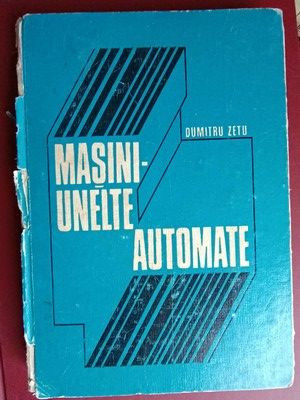 DUMITRU ZETU
MAȘINI-
UNELTE
AUTOMATE